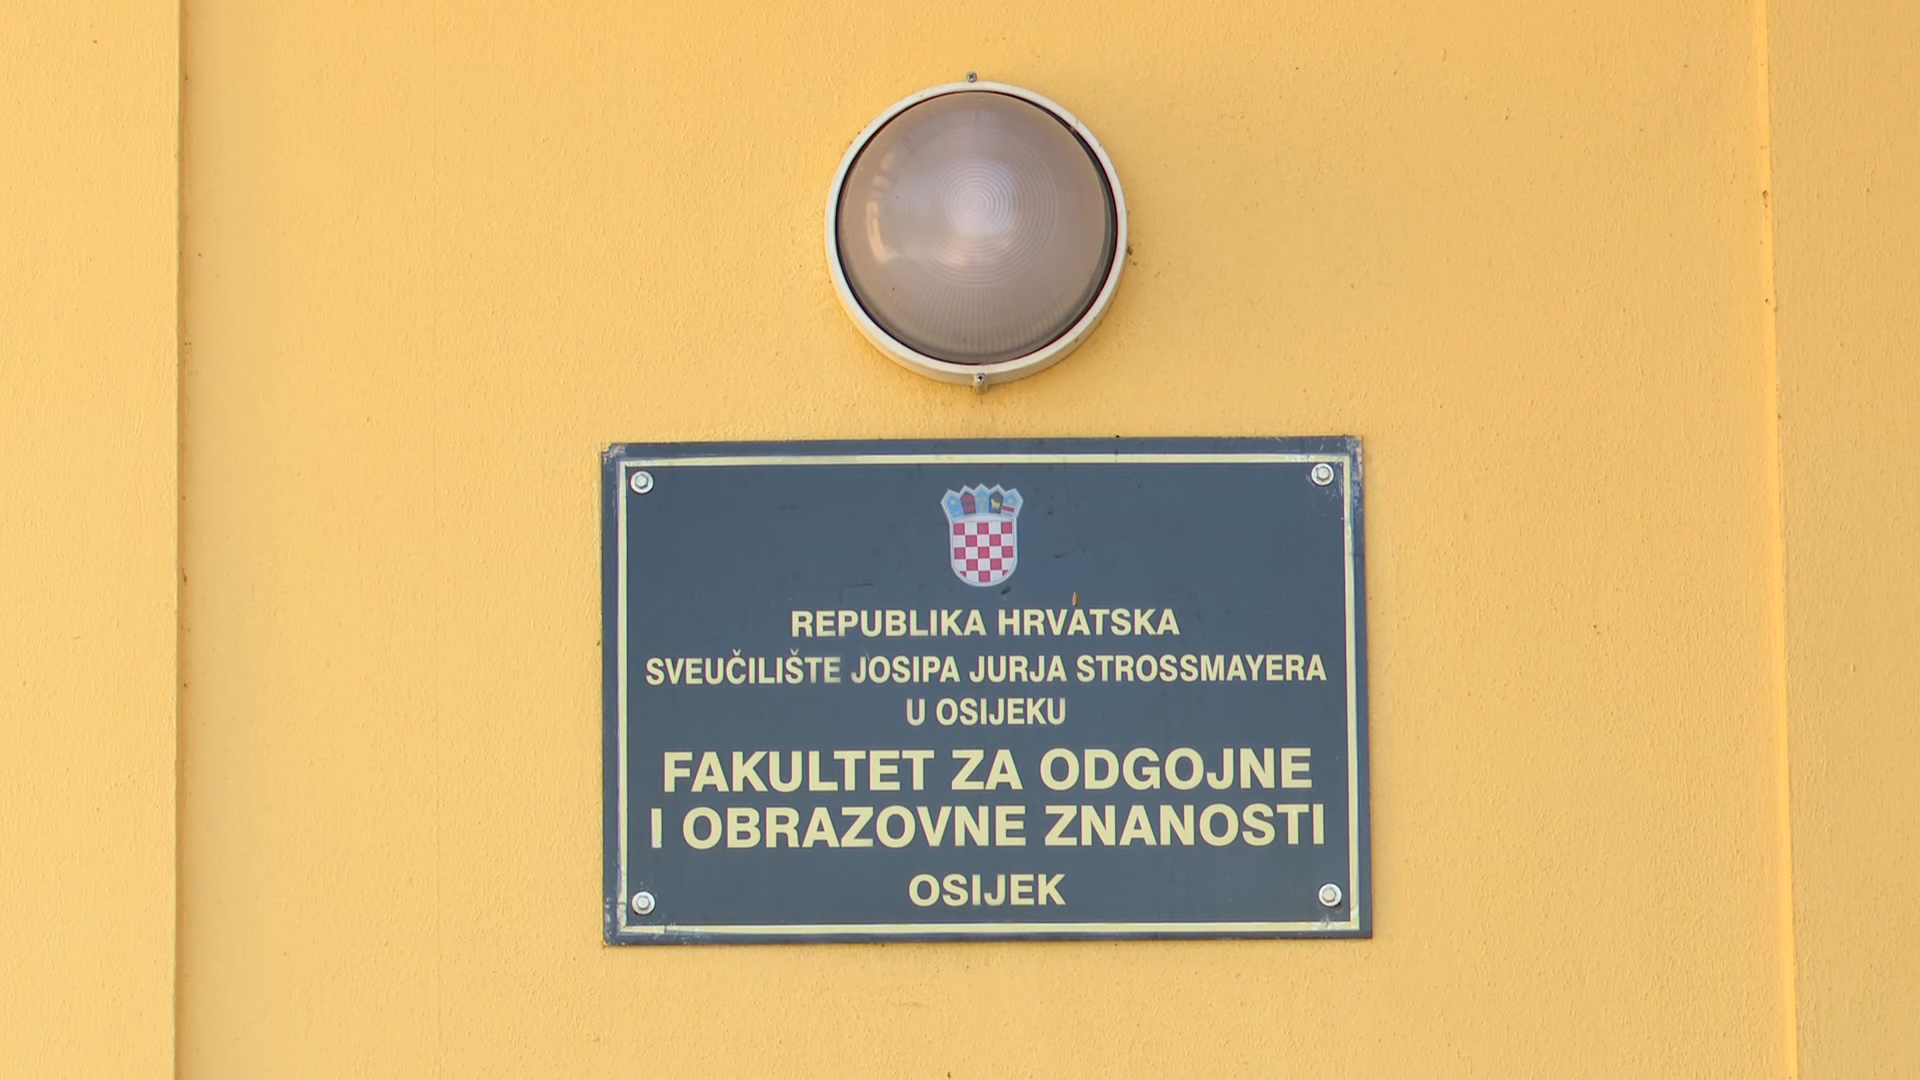 REPUBLIKA HRVATSKA
SVEUČILIŠTE JOSIPA JURJA STROSSMAYERA
U OSIJEKU
FAKULTET ZA ODGOJNE
I OBRAZOVNE ZNANOSTI
OSIJEK